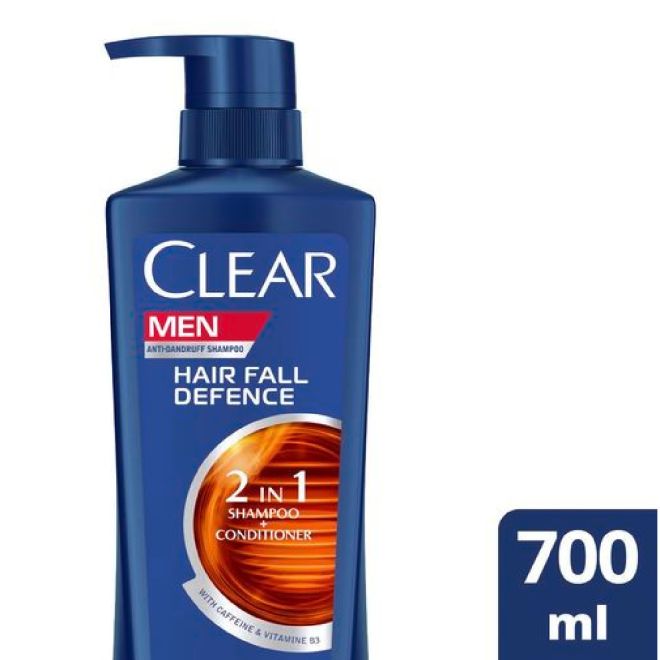 CLEAR
MEN
ANTI-DANDRUFF SHAMPOO
HAIR FALL
DEFENCE
2 IN 1
SHAMPOO
+
CONDITIONER
WITH CAFFEINE & VITAMINE B3
700
ml